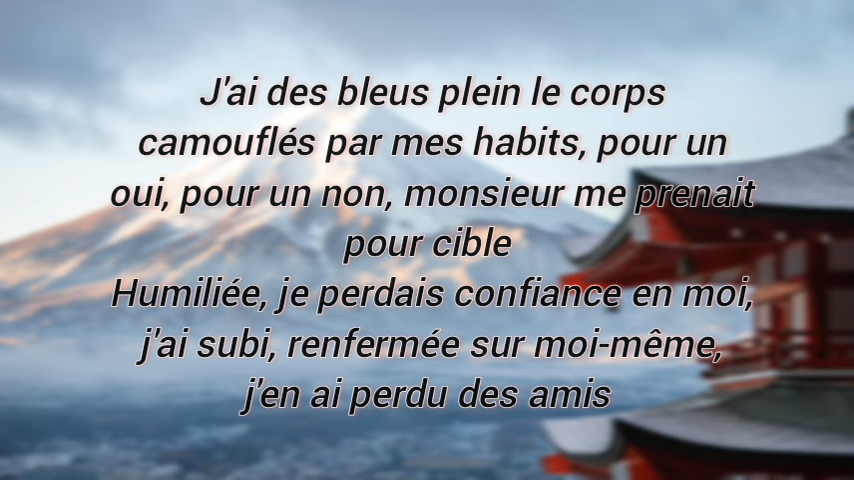 J'ai des bleus plein le corps
camouflés par mes habits, pour un
oui, pour un non, monsieur me prenait
pour cible
Humiliée, je perdais confiance en moi,
j'ai subi, renfermée sur moi-même,
j'en ai perdu des amis